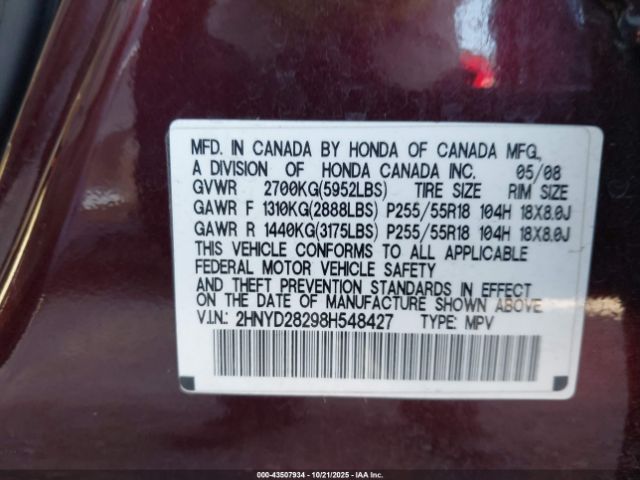 MFD. IN CANADA BY HONDA OF CANADA MFG.,
A DIVISION OF HONDA CANADA INC. 05/08
GVWR 2700KG(5952LBS) TIRE SIZE RIM SIZE
GAWR F 1310KG(2888LBS) P255/55R18 104H 18X8.0J
GAWR R 1440KG(3175LBS) P255/55R18 104H 18X8.0J
THIS VEHICLE CONFORMS TO ALL APPLICABLE
FEDERAL MOTOR VEHICLE SAFETY
AND THEFT PREVENTION STANDARDS IN EFFECT
ON THE DATE OF MANUFACTURE SHOWN ABOVE.
V.I.N.: 2HNYD28298H548427 TYPE: MPV
000-43507934 - 10/21/2025 - IAA Inc.